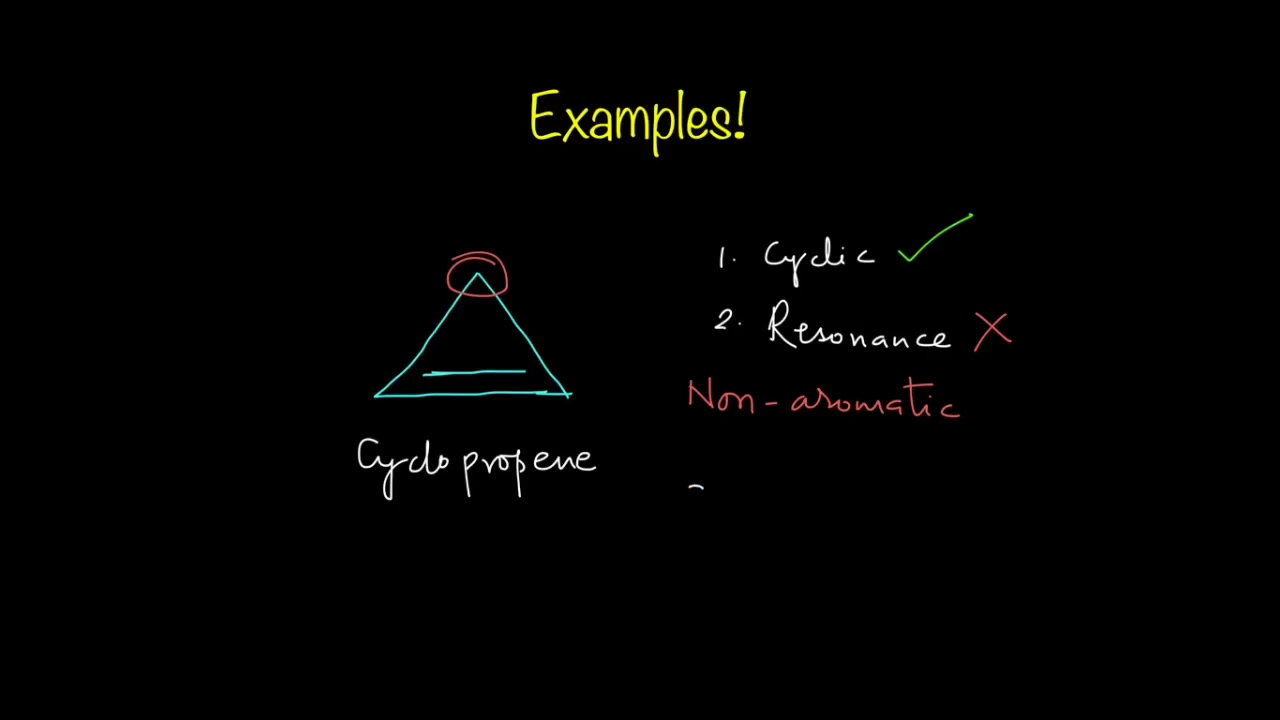 Examples!
1. Cyclic ✓
2. Resonance ✗
Non-aromatic
Cyclopropene